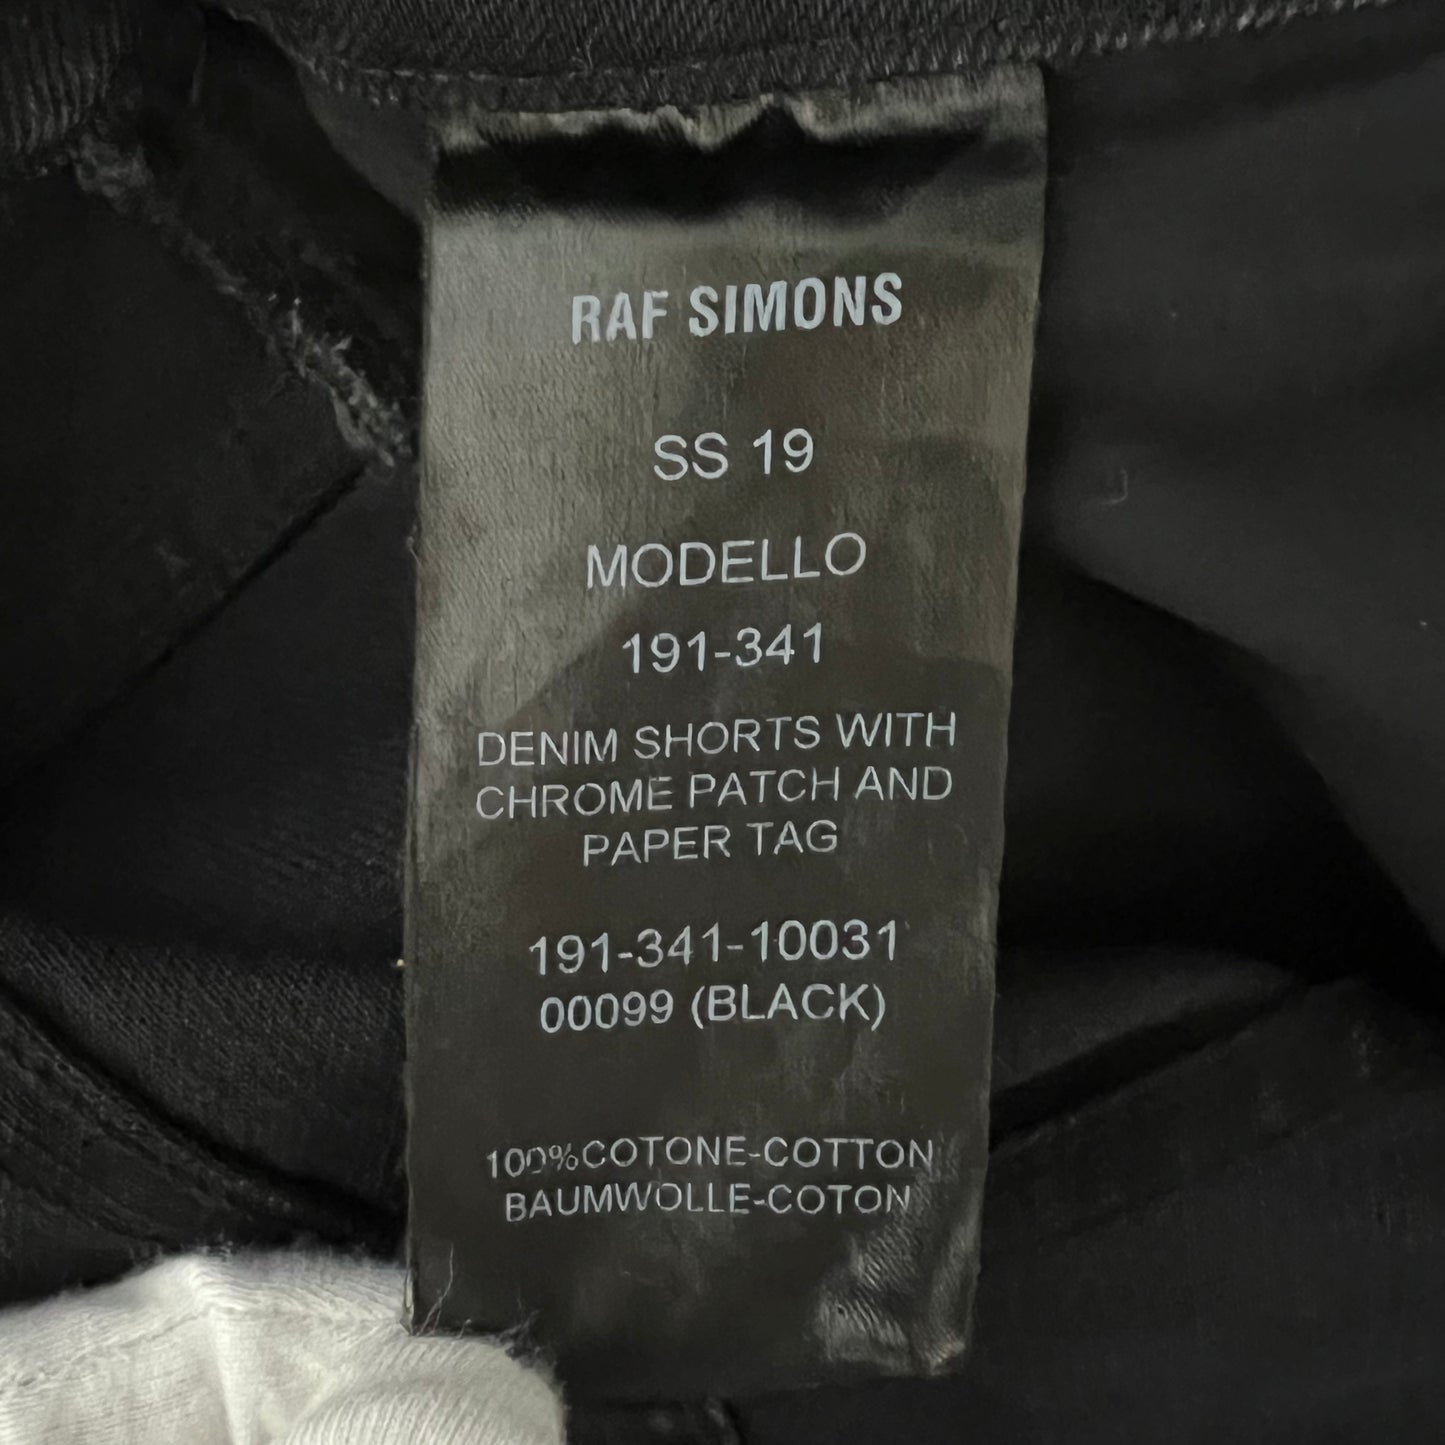 RAF SIMONS
SS 19
MODELLO
191-341
DENIM SHORTS WITH
CHROME PATCH AND
PAPER TAG
191-341-10031
00099 (BLACK)
100%COTONE-COTTON
BAUMWOLLE-COTON